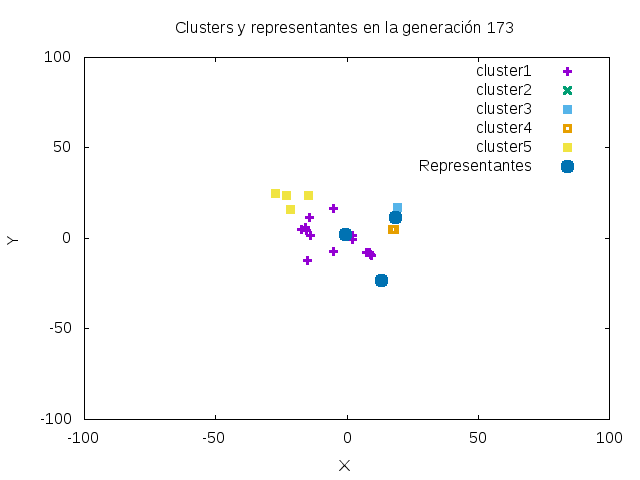 Clusters y representantes en la generación 173
100
50
0
-50
-100
-100 -50 0 50 100
Y
X
cluster1
cluster2
cluster3
cluster4
cluster5
Representantes